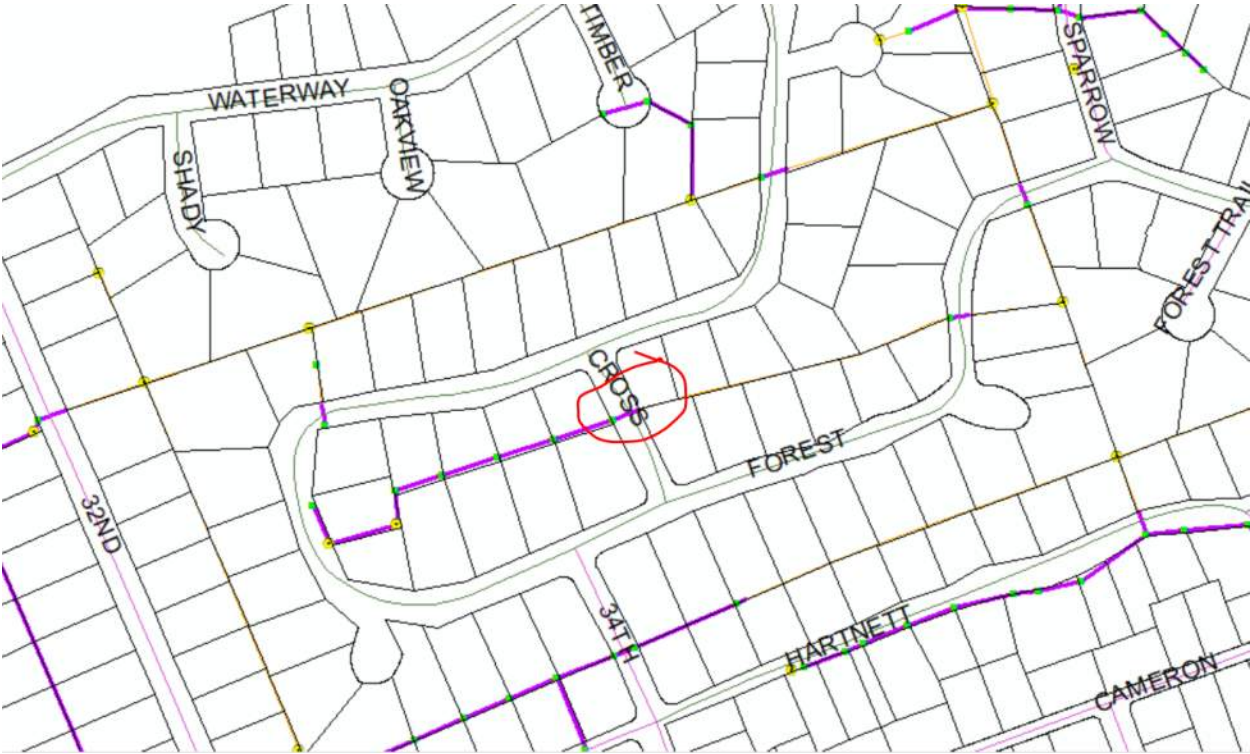 TIMBER
SPARROW
WATERWAY
OAKVIEW
SHADY
FOREST TRAIL
CROSS
FOREST
32ND
34TH
HARTNETT
CAMERON